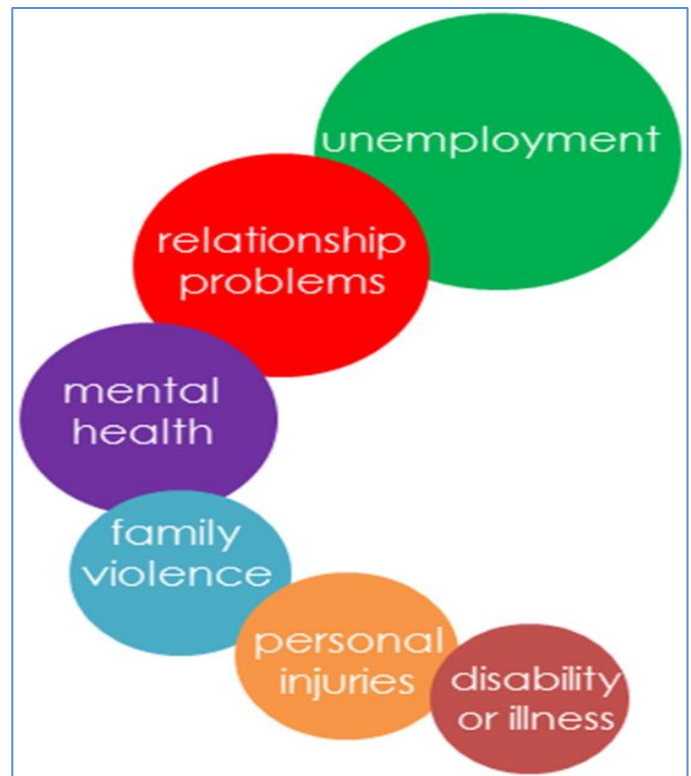 unemployment
relationship
problems
mental
health
family
violence
personal
injuries
disability
or illness